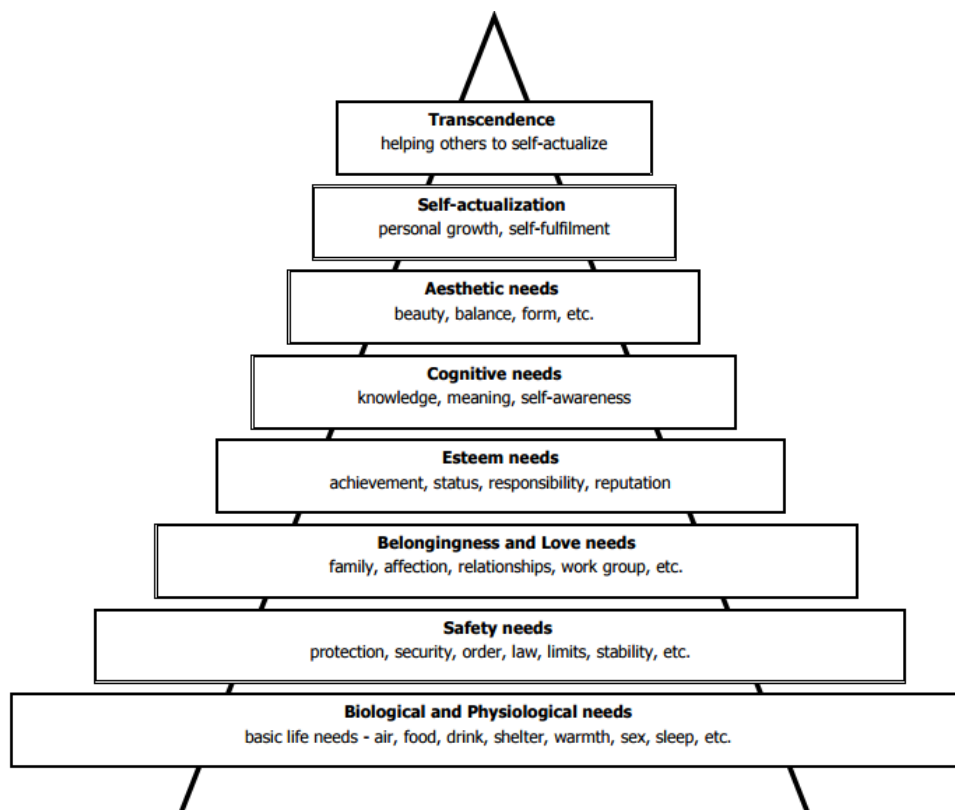 Transcendence
helping others to self-actualize
Self-actualization
personal growth, self-fulfilment
Aesthetic needs
beauty, balance, form, etc.
Cognitive needs
knowledge, meaning, self-awareness
Esteem needs
achievement, status, responsibility, reputation
Belongingness and Love needs
family, affection, relationships, work group, etc.
Safety needs
protection, security, order, law, limits, stability, etc.
Biological and Physiological needs
basic life needs - air, food, drink, shelter, warmth, sex, sleep, etc.